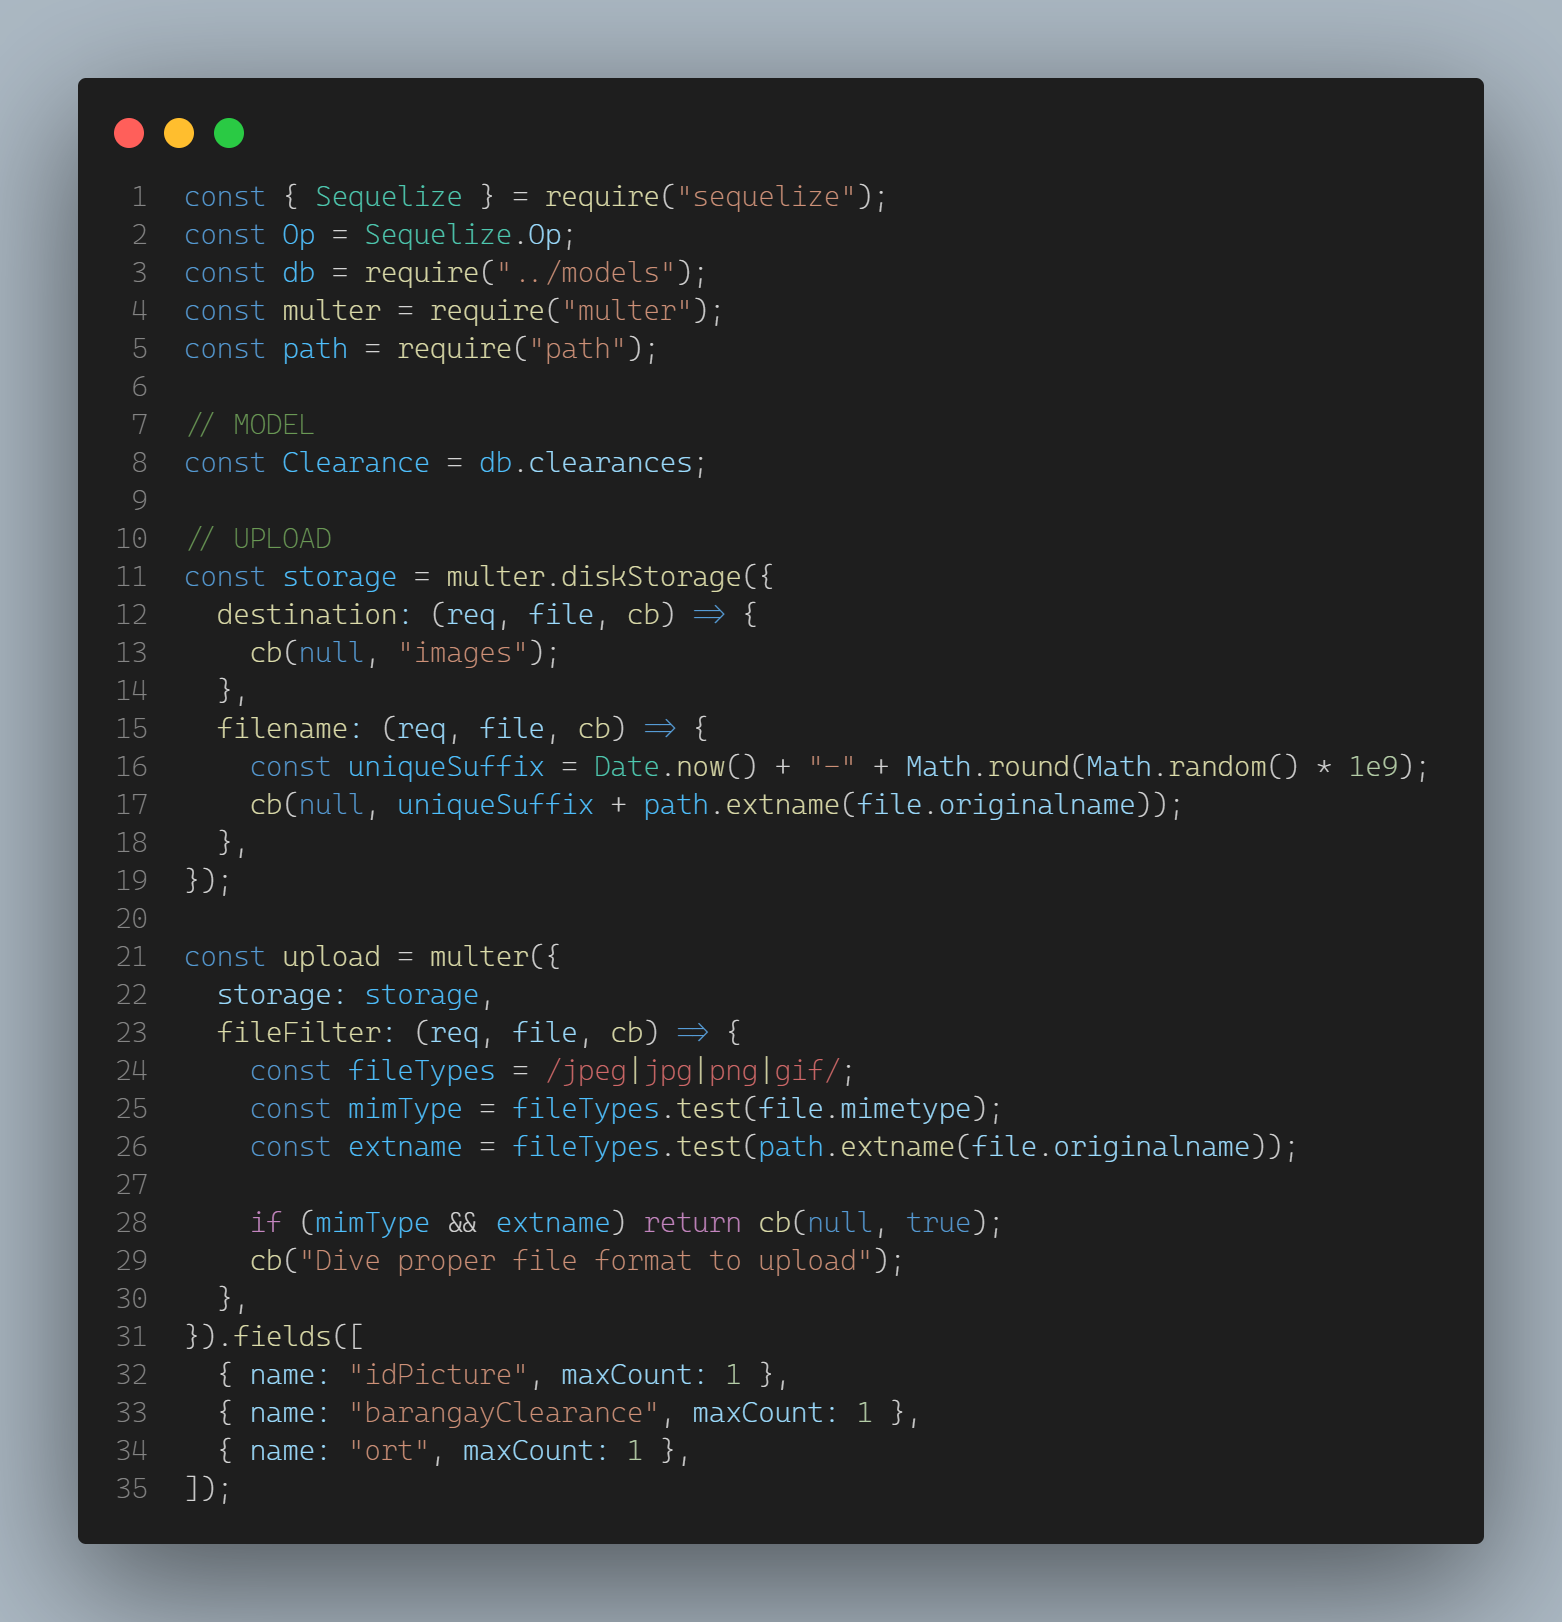 1 const { Sequelize } = require("sequelize");
2 const Op = Sequelize.Op;
3 const db = require("../models");
4 const multer = require("multer");
5 const path = require("path");
6
7 // MODEL
8 const Clearance = db.clearances;
9
10 // UPLOAD
11 const storage = multer.diskStorage({
12   destination: (req, file, cb) => {
13     cb(null, "images");
14   },
15   filename: (req, file, cb) => {
16     const uniqueSuffix = Date.now() + "-" + Math.round(Math.random() * 1e9);
17     cb(null, uniqueSuffix + path.extname(file.originalname));
18   },
19 });
20
21 const upload = multer({
22   storage: storage,
23   fileFilter: (req, file, cb) => {
24     const fileTypes = /jpeg|jpg|png|gif/;
25     const mimType = fileTypes.test(file.mimetype);
26     const extname = fileTypes.test(path.extname(file.originalname));
27
28     if (mimType && extname) return cb(null, true);
29     cb("Dive proper file format to upload");
30   },
31 }).fields([
32   { name: "idPicture", maxCount: 1 },
33   { name: "barangayClearance", maxCount: 1 },
34   { name: "ort", maxCount: 1 },
35 ]);